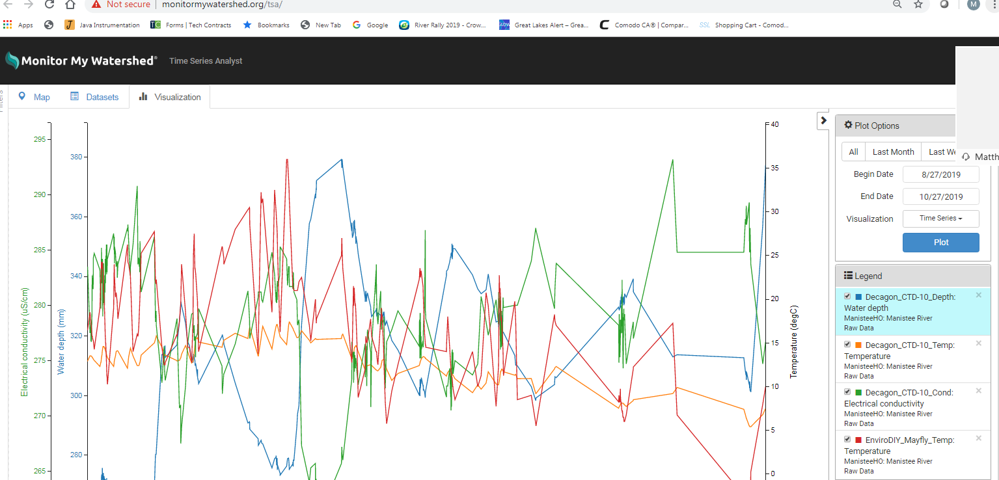 Not secure | monitormywatershed.org/tsa/
M
Apps
Java Instrumentation
TC Forms | Tech Contracts
Bookmarks
New Tab
Google
River Rally 2019 - Crow...
Great Lakes Alert – Grea...
Comodo CA® | Compar...
SSL Shopping Cart - Comod...
Monitor My Watershed® Time Series Analyst
Map
Datasets
Visualization
295
290
285
280
275
270
265
Electrical conductivity (uS/cm)
380
360
340
320
300
280
Water depth (mm)
40
35
30
25
20
15
10
5
0
Temperature (degC)
Plot Options
All
Last Month
Last We
Matth
Begin Date 8/27/2019
End Date 10/27/2019
Visualization Time Series
Plot
Legend
Decagon_CTD-10_Depth:
Water depth
ManisteeHO: Manistee River
Raw Data
Decagon_CTD-10_Temp:
Temperature
ManisteeHO: Manistee River
Raw Data
Decagon_CTD-10_Cond:
Electrical conductivity
ManisteeHO: Manistee River
Raw Data
EnviroDIY_Mayfly_Temp:
Temperature
ManisteeHO: Manistee River
Raw Data